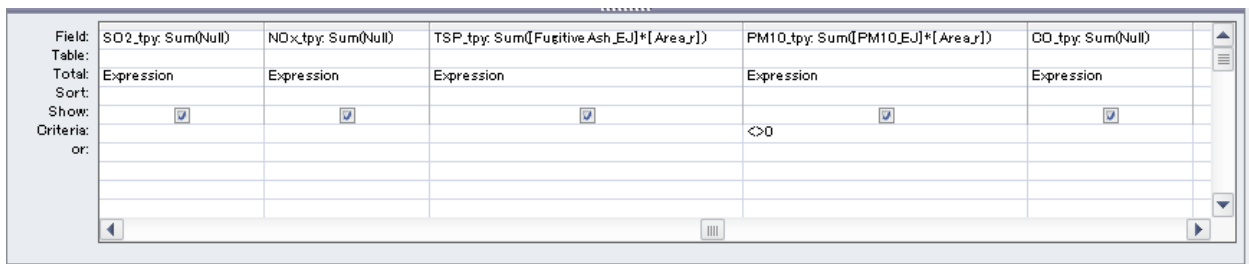 Field: SO2_tpy: Sum(Null) NOx_tpy: Sum(Null) TSP_tpy: Sum([FugitiveAsh_EJ]*[Area_r]) PM10_tpy: Sum([PM10_EJ]*[Area_r]) CO_tpy: Sum(Null)
Table:
Total: Expression Expression Expression Expression Expression
Sort:
Show:
Criteria: <>0
or: